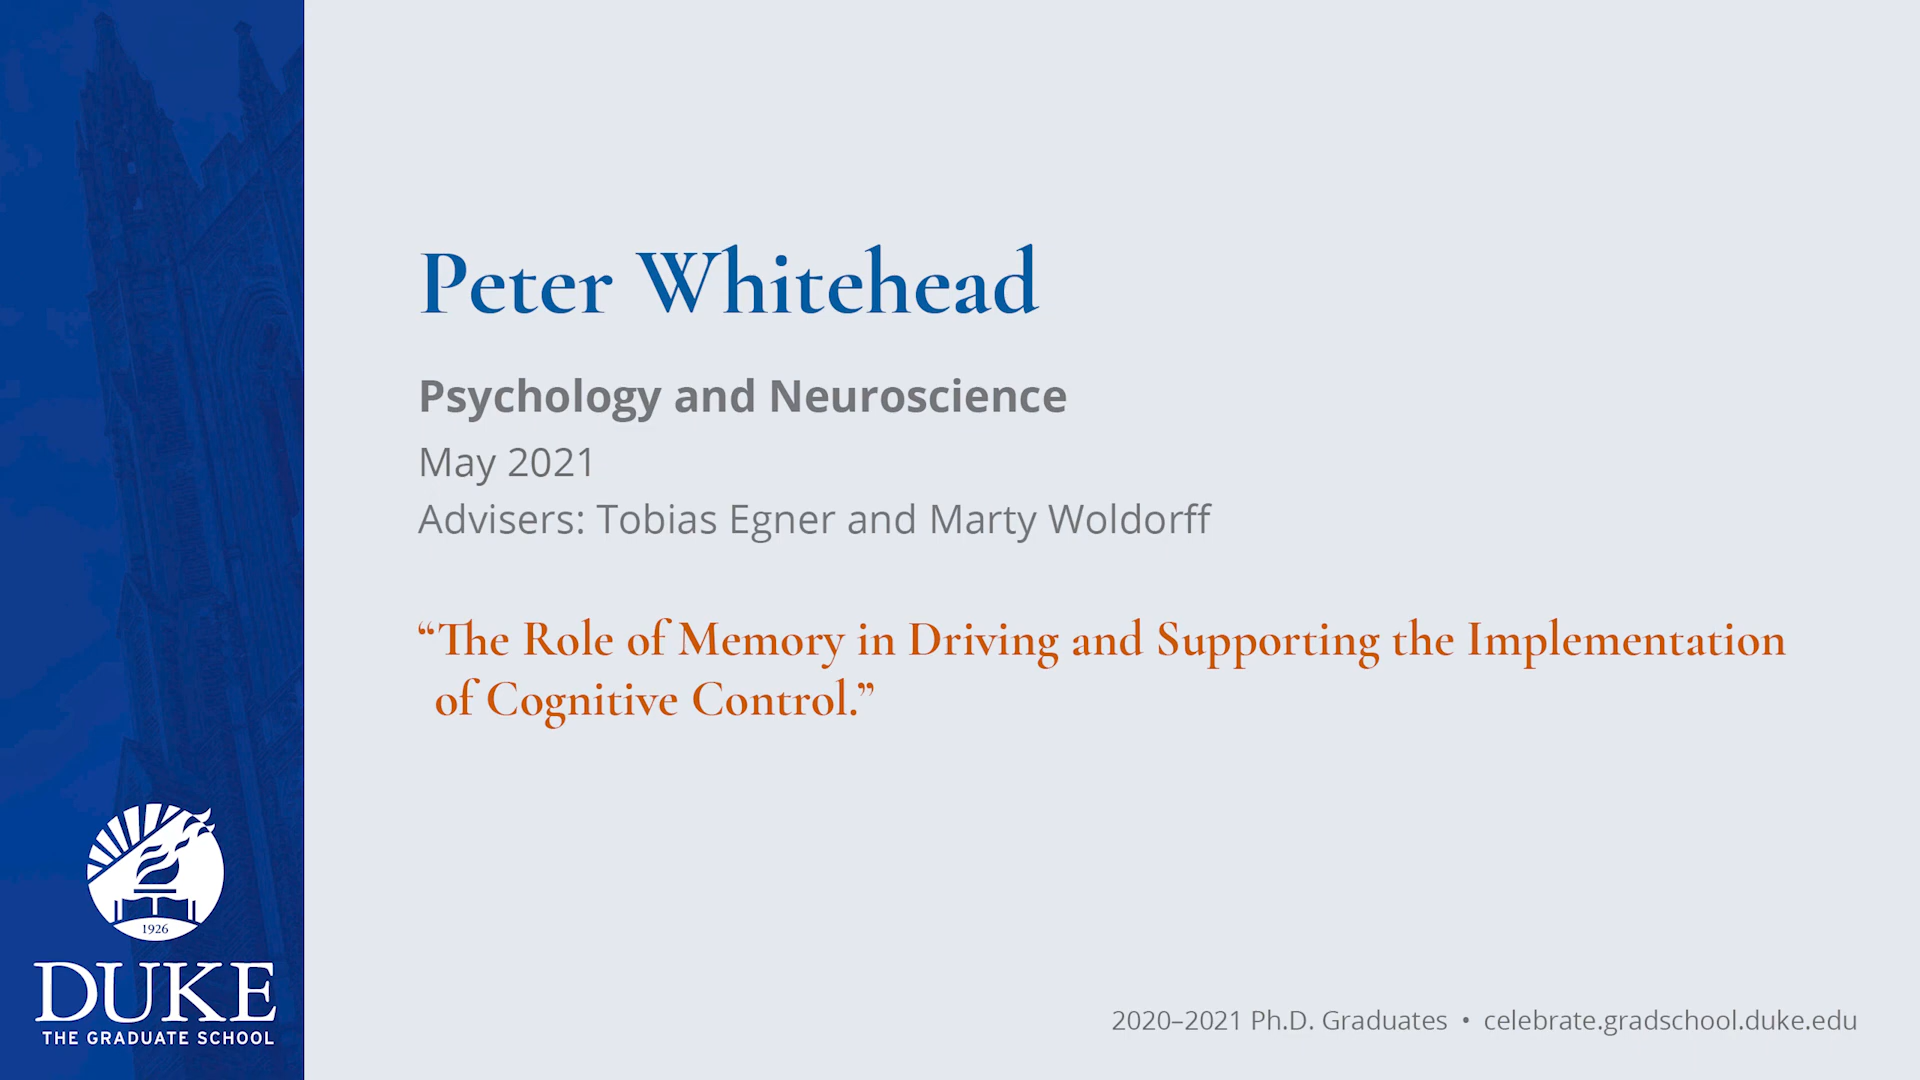 Peter Whitehead
Psychology and Neuroscience
May 2021
Advisers: Tobias Egner and Marty Woldorff
“The Role of Memory in Driving and Supporting the Implementation
of Cognitive Control.”
1926
DUKE
THE GRADUATE SCHOOL
2020–2021 Ph.D. Graduates • celebrate.gradschool.duke.edu